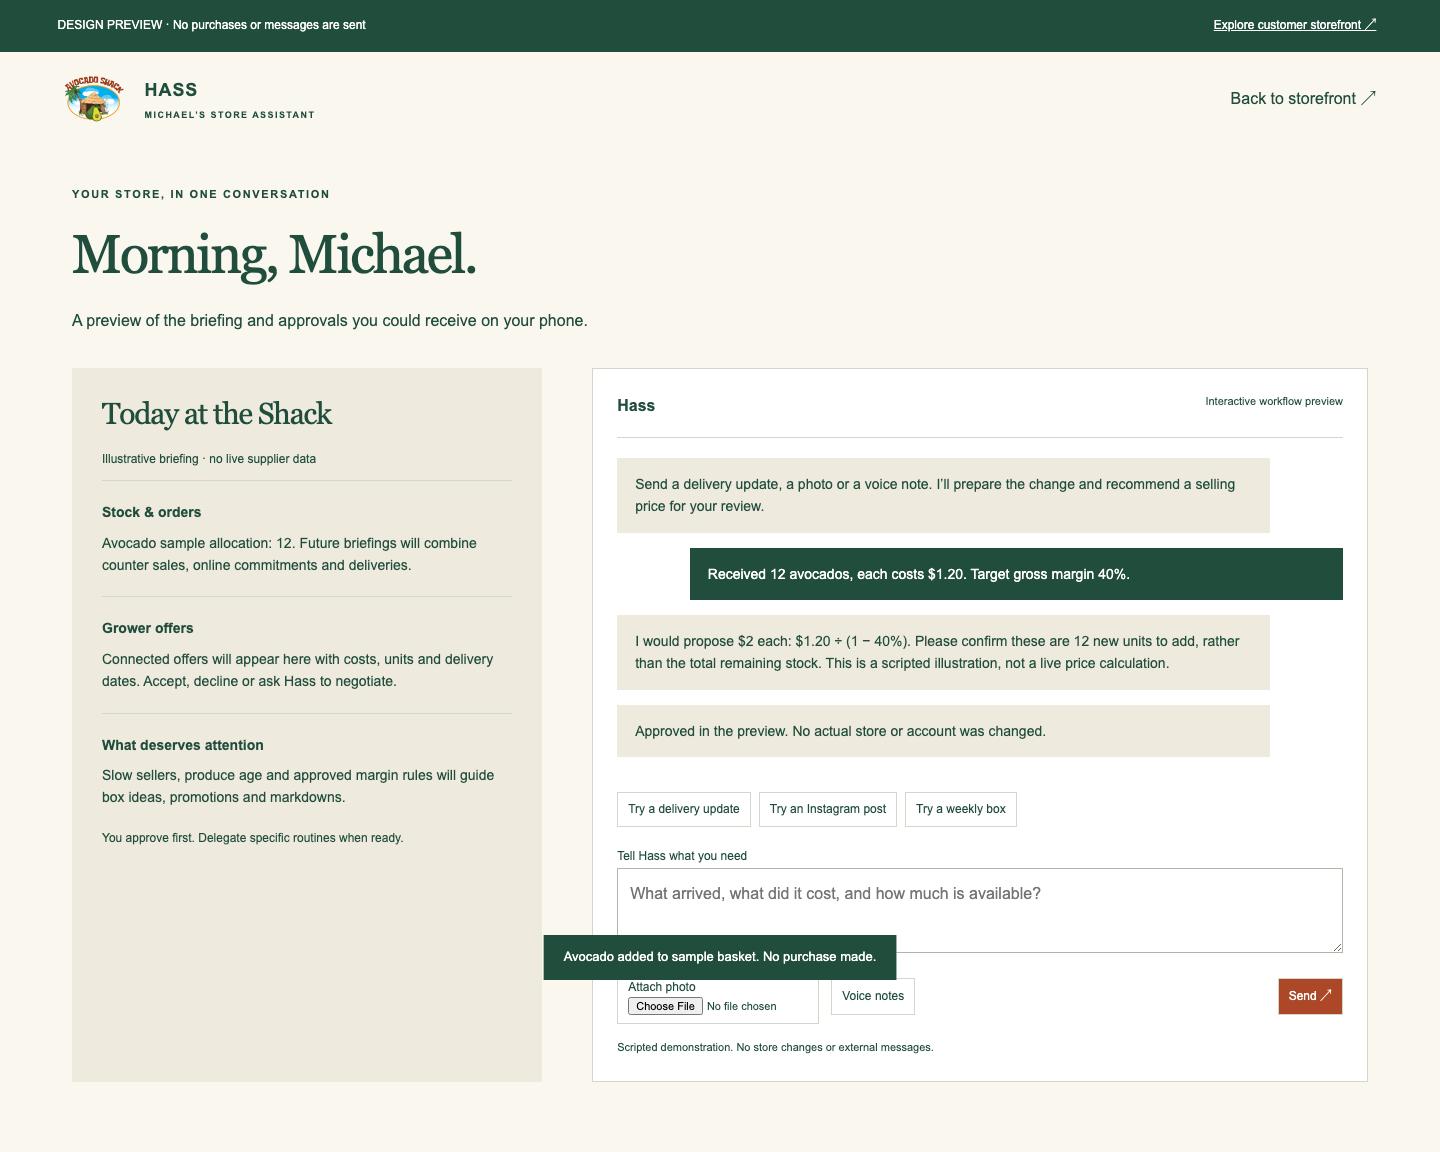 DESIGN PREVIEW · No purchases or messages are sent
Explore customer storefront ↗
AVOCADO SHACK
HASS
MICHAEL'S STORE ASSISTANT
Back to storefront ↗
YOUR STORE, IN ONE CONVERSATION
Morning, Michael.
A preview of the briefing and approvals you could receive on your phone.
Today at the Shack
Illustrative briefing · no live supplier data
Stock & orders
Avocado sample allocation: 12. Future briefings will combine
counter sales, online commitments and deliveries.
Grower offers
Connected offers will appear here with costs, units and delivery
dates. Accept, decline or ask Hass to negotiate.
What deserves attention
Slow sellers, produce age and approved margin rules will guide
box ideas, promotions and markdowns.
You approve first. Delegate specific routines when ready.
Hass
Interactive workflow preview
Send a delivery update, a photo or a voice note. I'll prepare the change and recommend a selling
price for your review.
Received 12 avocados, each costs $1.20. Target gross margin 40%.
I would propose $2 each: $1.20 ÷ (1 − 40%). Please confirm these are 12 new units to add, rather
than the total remaining stock. This is a scripted illustration, not a live price calculation.
Approved in the preview. No actual store or account was changed.
Try a delivery update
Try an Instagram post
Try a weekly box
Tell Hass what you need
What arrived, what did it cost, and how much is available?
Avocado added to sample basket. No purchase made.
Attach photo
Choose File No file chosen
Voice notes
Send ↗
Scripted demonstration. No store changes or external messages.